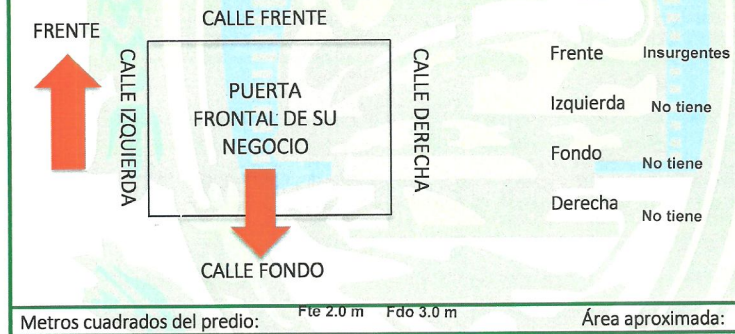 CALLE FRENTE
FRENTE
CALLE IZQUIERDA
PUERTA
FRONTAL DE SU
NEGOCIO
CALLE DERECHA
CALLE FONDO
Frente Insurgentes
Izquierda No tiene
Fondo No tiene
Derecha No tiene
Metros cuadrados del predio: Fte 2.0 m Fdo 3.0 m Área aproximada: